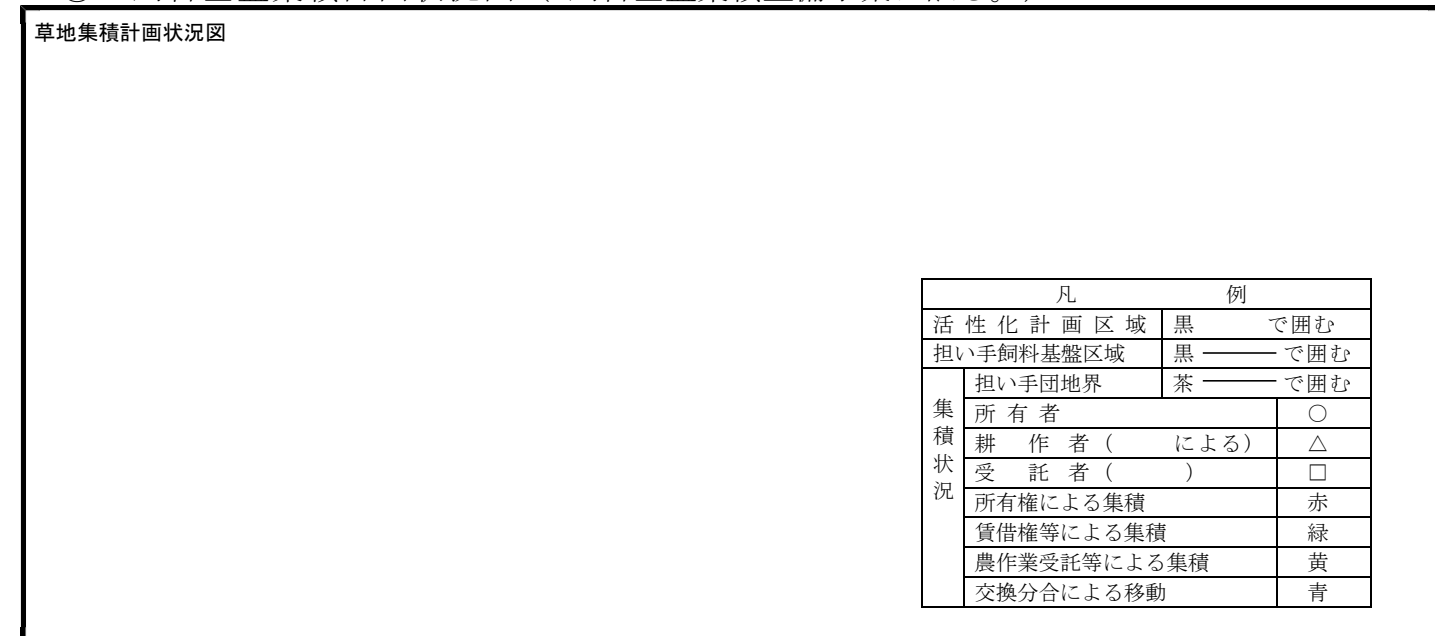 草地集積計画状況図
凡 例
活性化計画区域 黒 で囲む
担い手飼料基盤区域 黒 ―― で囲む
集積状況
担い手団地界 茶 ―― で囲む
所有者 ○
耕作者( による) △
受託者( ) □
所有権による集積 赤
賃借権等による集積 緑
農作業受託等による集積 黄
交換分合による移動 青